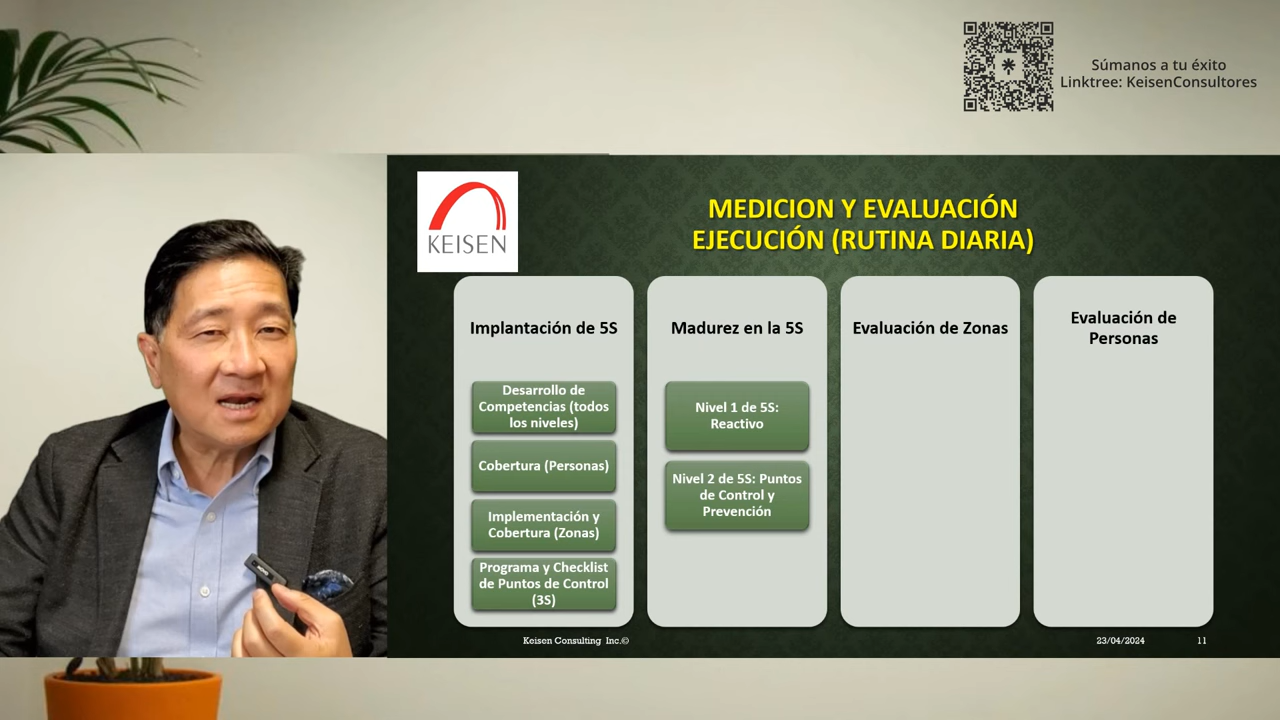 Súmanos a tu éxito
Linktree: KeisenConsultores
KEISEN
MEDICION Y EVALUACIÓN
EJECUCIÓN (RUTINA DIARIA)
Implantación de 5S
Desarrollo de
Competencias (todos
los niveles)
Cobertura (Personas)
Implementación y
Cobertura (Zonas)
Programa y Checklist
de Puntos de Control
(3S)
Madurez en la 5S
Nivel 1 de 5S:
Reactivo
Nivel 2 de 5S: Puntos
de Control y
Prevención
Evaluación de Zonas
Evaluación de
Personas
Keisen Consulting Inc.©
23/04/2024
11